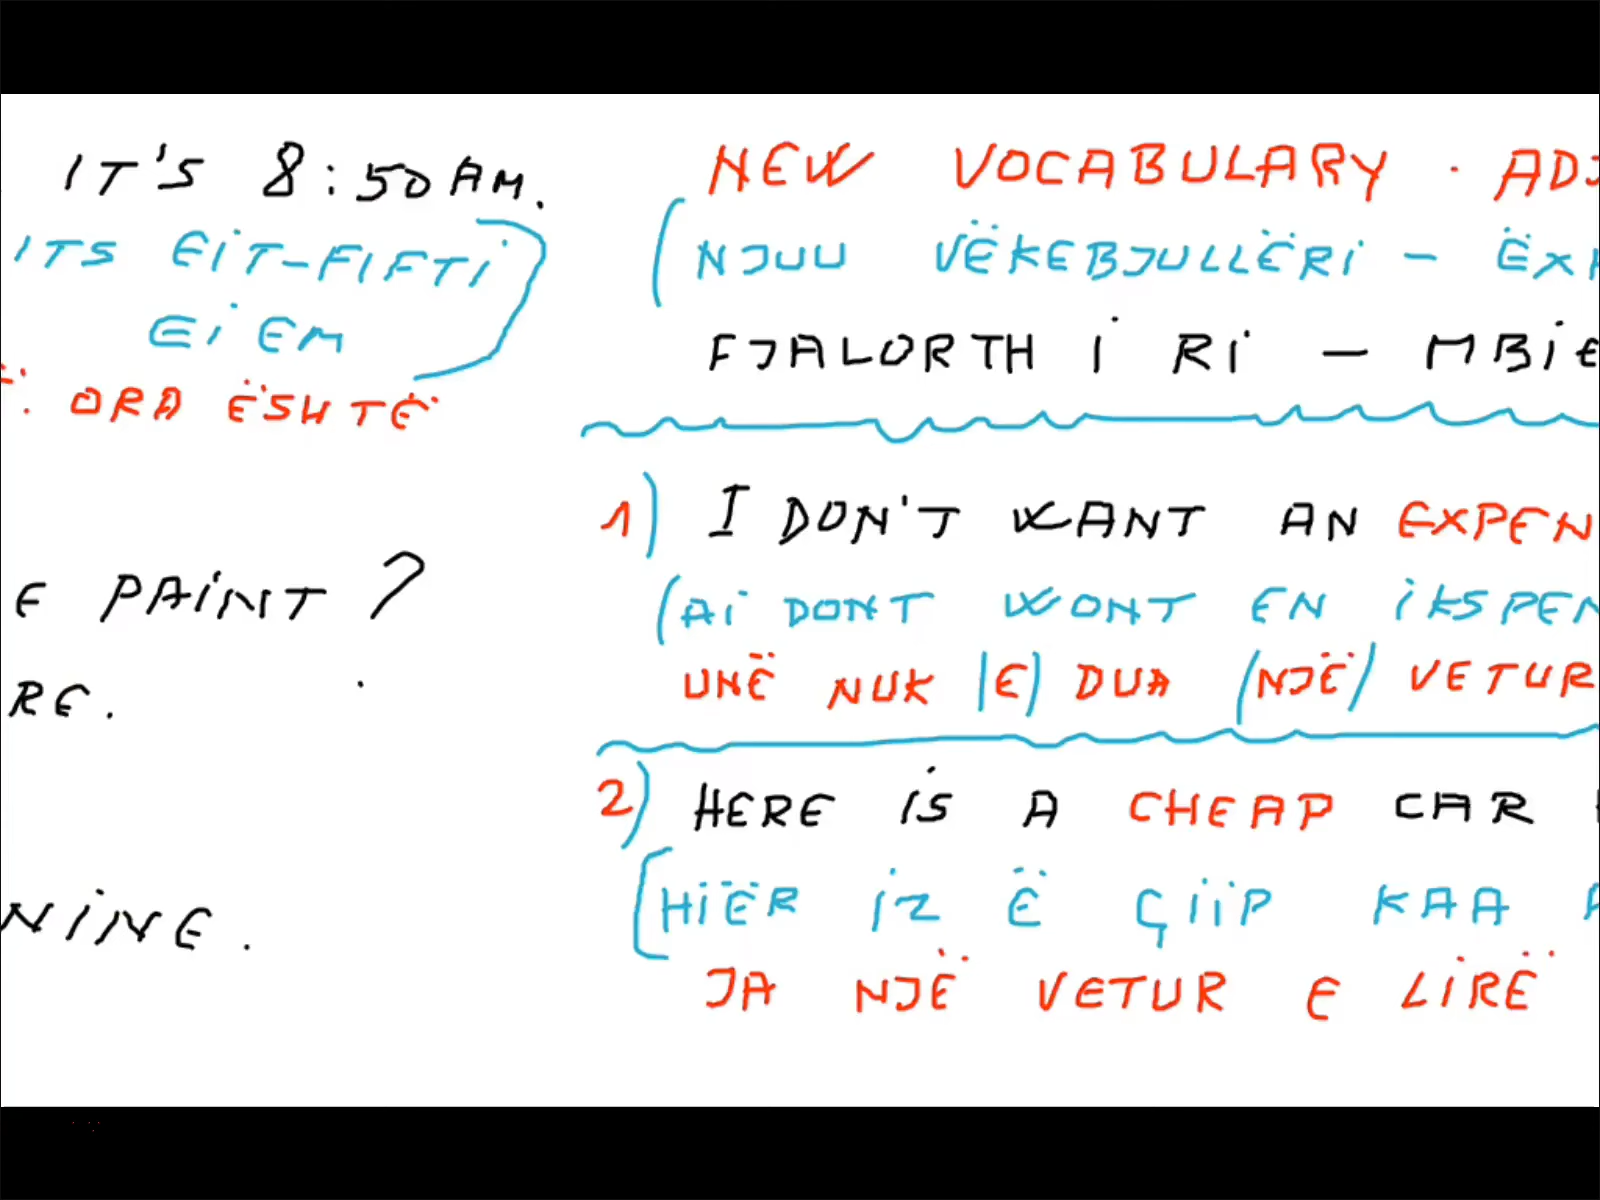 IT'S 8:50AM.
ITS EIT-FIFTI
EI EM
ORA ËSHTË
E PAINT?
RE.
NINE.
NEW VOCABULARY . ADJ
(NJUU VËKEBJULLËRI - ËX
FJALORTH I RI - MBIE
1) I DON'T WANT AN EXPEN
(AI DONT WONT EN IKSPEN
UNË NUK (E) DUA (NJË) VETUR
2) HERE IS A CHEAP CAR
[HIËR IZ Ë ÇIIP KAA
JA NJË VETUR E LIRË